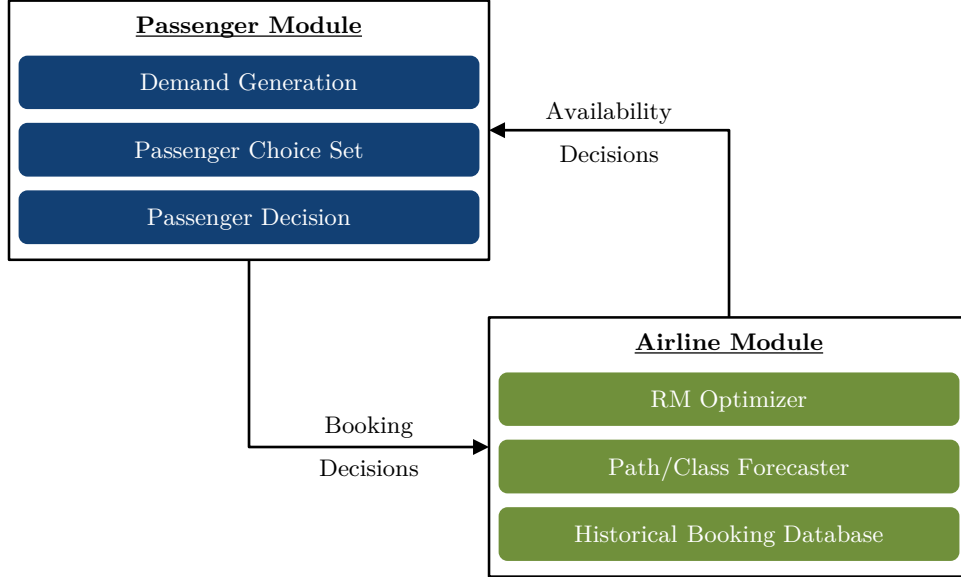 Passenger Module
Demand Generation
Passenger Choice Set
Passenger Decision
Availability
Decisions
Airline Module
RM Optimizer
Path/Class Forecaster
Historical Booking Database
Booking
Decisions